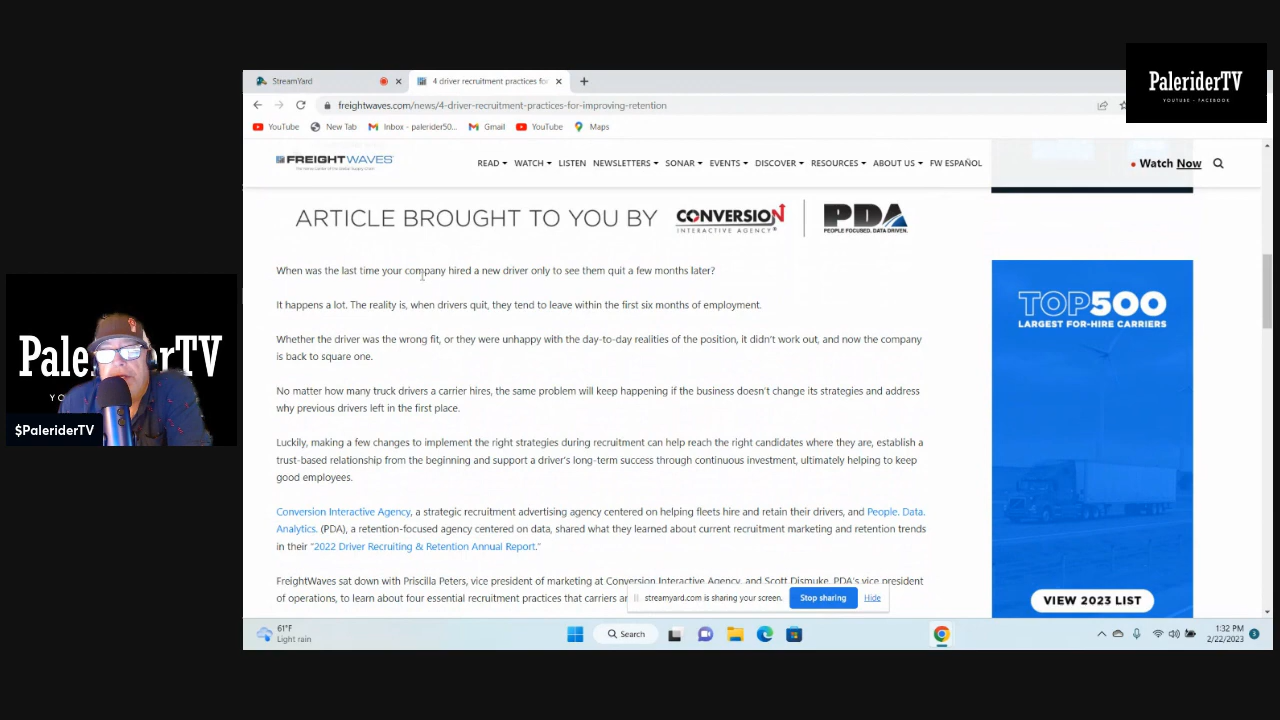 StreamYard
4 driver recruitment practices fo
freightwaves.com/news/4-driver-recruitment-practices-for-improving-retention
YouTube
New Tab
Inbox - palerider50...
Gmail
YouTube
Maps
PaleriderTV
YOUTUBE - FACEBOOK
FREIGHTWAVES
READ
WATCH
LISTEN
NEWSLETTERS
SONAR
EVENTS
DISCOVER
RESOURCES
ABOUT US
FW ESPAÑOL
Watch Now
ARTICLE BROUGHT TO YOU BY
CONVERSION
INTERACTIVE AGENCY
PDA
PEOPLE FOCUSED. DATA DRIVEN.
When was the last time your company hired a new driver only to see them quit a few months later?
It happens a lot. The reality is, when drivers quit, they tend to leave within the first six months of employment.
Whether the driver was the wrong fit, or they were unhappy with the day-to-day realities of the position, it didn't work out, and now the company
is back to square one.
No matter how many truck drivers a carrier hires, the same problem will keep happening if the business doesn't change its strategies and address
why previous drivers left in the first place.
Luckily, making a few changes to implement the right strategies during recruitment can help reach the right candidates where they are, establish a
trust-based relationship from the beginning and support a driver's long-term success through continuous investment, ultimately helping to keep
good employees.
Conversion Interactive Agency, a strategic recruitment advertising agency centered on helping fleets hire and retain their drivers, and People. Data.
Analytics. (PDA), a retention-focused agency centered on data, shared what they learned about current recruitment marketing and retention trends
in their "2022 Driver Recruiting & Retention Annual Report."
FreightWaves sat down with Priscilla Peters, vice president of marketing at Conversion Interactive Agency, and Scott Dismuke, PDA's vice president
of operations, to learn about four essential recruitment practices that carriers
TOP500
LARGEST FOR-HIRE CARRIERS
VIEW 2023 LIST
streamyard.com is sharing your screen.
Stop sharing
Hide
Pale rTV
YO
$PaleriderTV
61°F
Light rain
Search
1:32 PM
2/22/2023
3